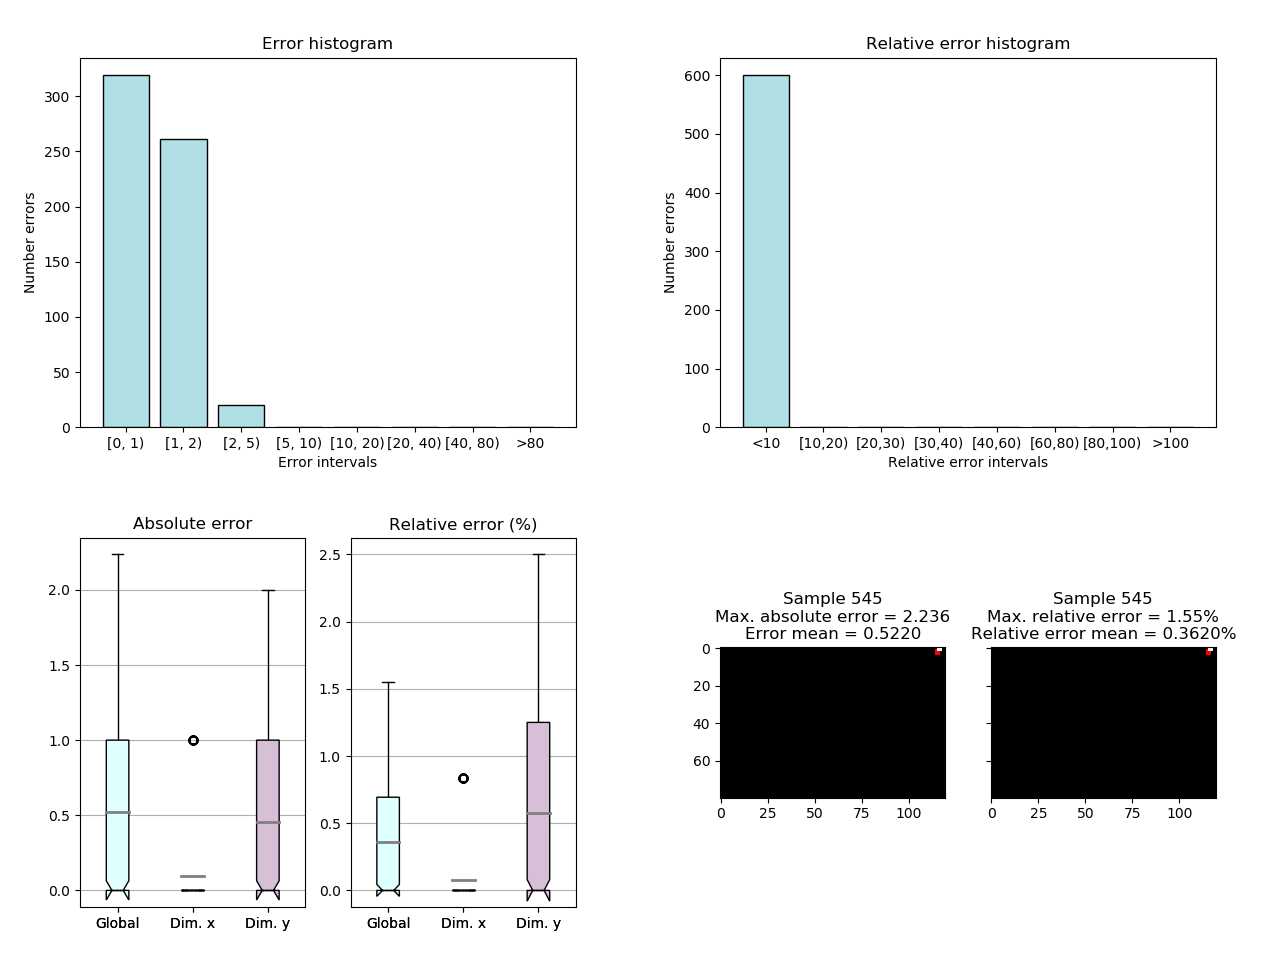 Error histogram
Number errors
300
250
200
150
100
50
0
[0, 1) [1, 2) [2, 5) [5, 10) [10, 20) [20, 40) [40, 80) >80
Error intervals
Relative error histogram
Number errors
600
500
400
300
200
100
0
<10 [10,20) [20,30) [30,40) [40,60) [60,80) [80,100) >100
Relative error intervals
Absolute error
2.0
1.5
1.0
0.5
0.0
Global Dim. x Dim. y
Relative error (%)
2.5
2.0
1.5
1.0
0.5
0.0
Global Dim. x Dim. y
Sample 545
Max. absolute error = 2.236
Error mean = 0.5220
0
20
40
60
0 25 50 75 100
Sample 545
Max. relative error = 1.55%
Relative error mean = 0.3620%
0 25 50 75 100